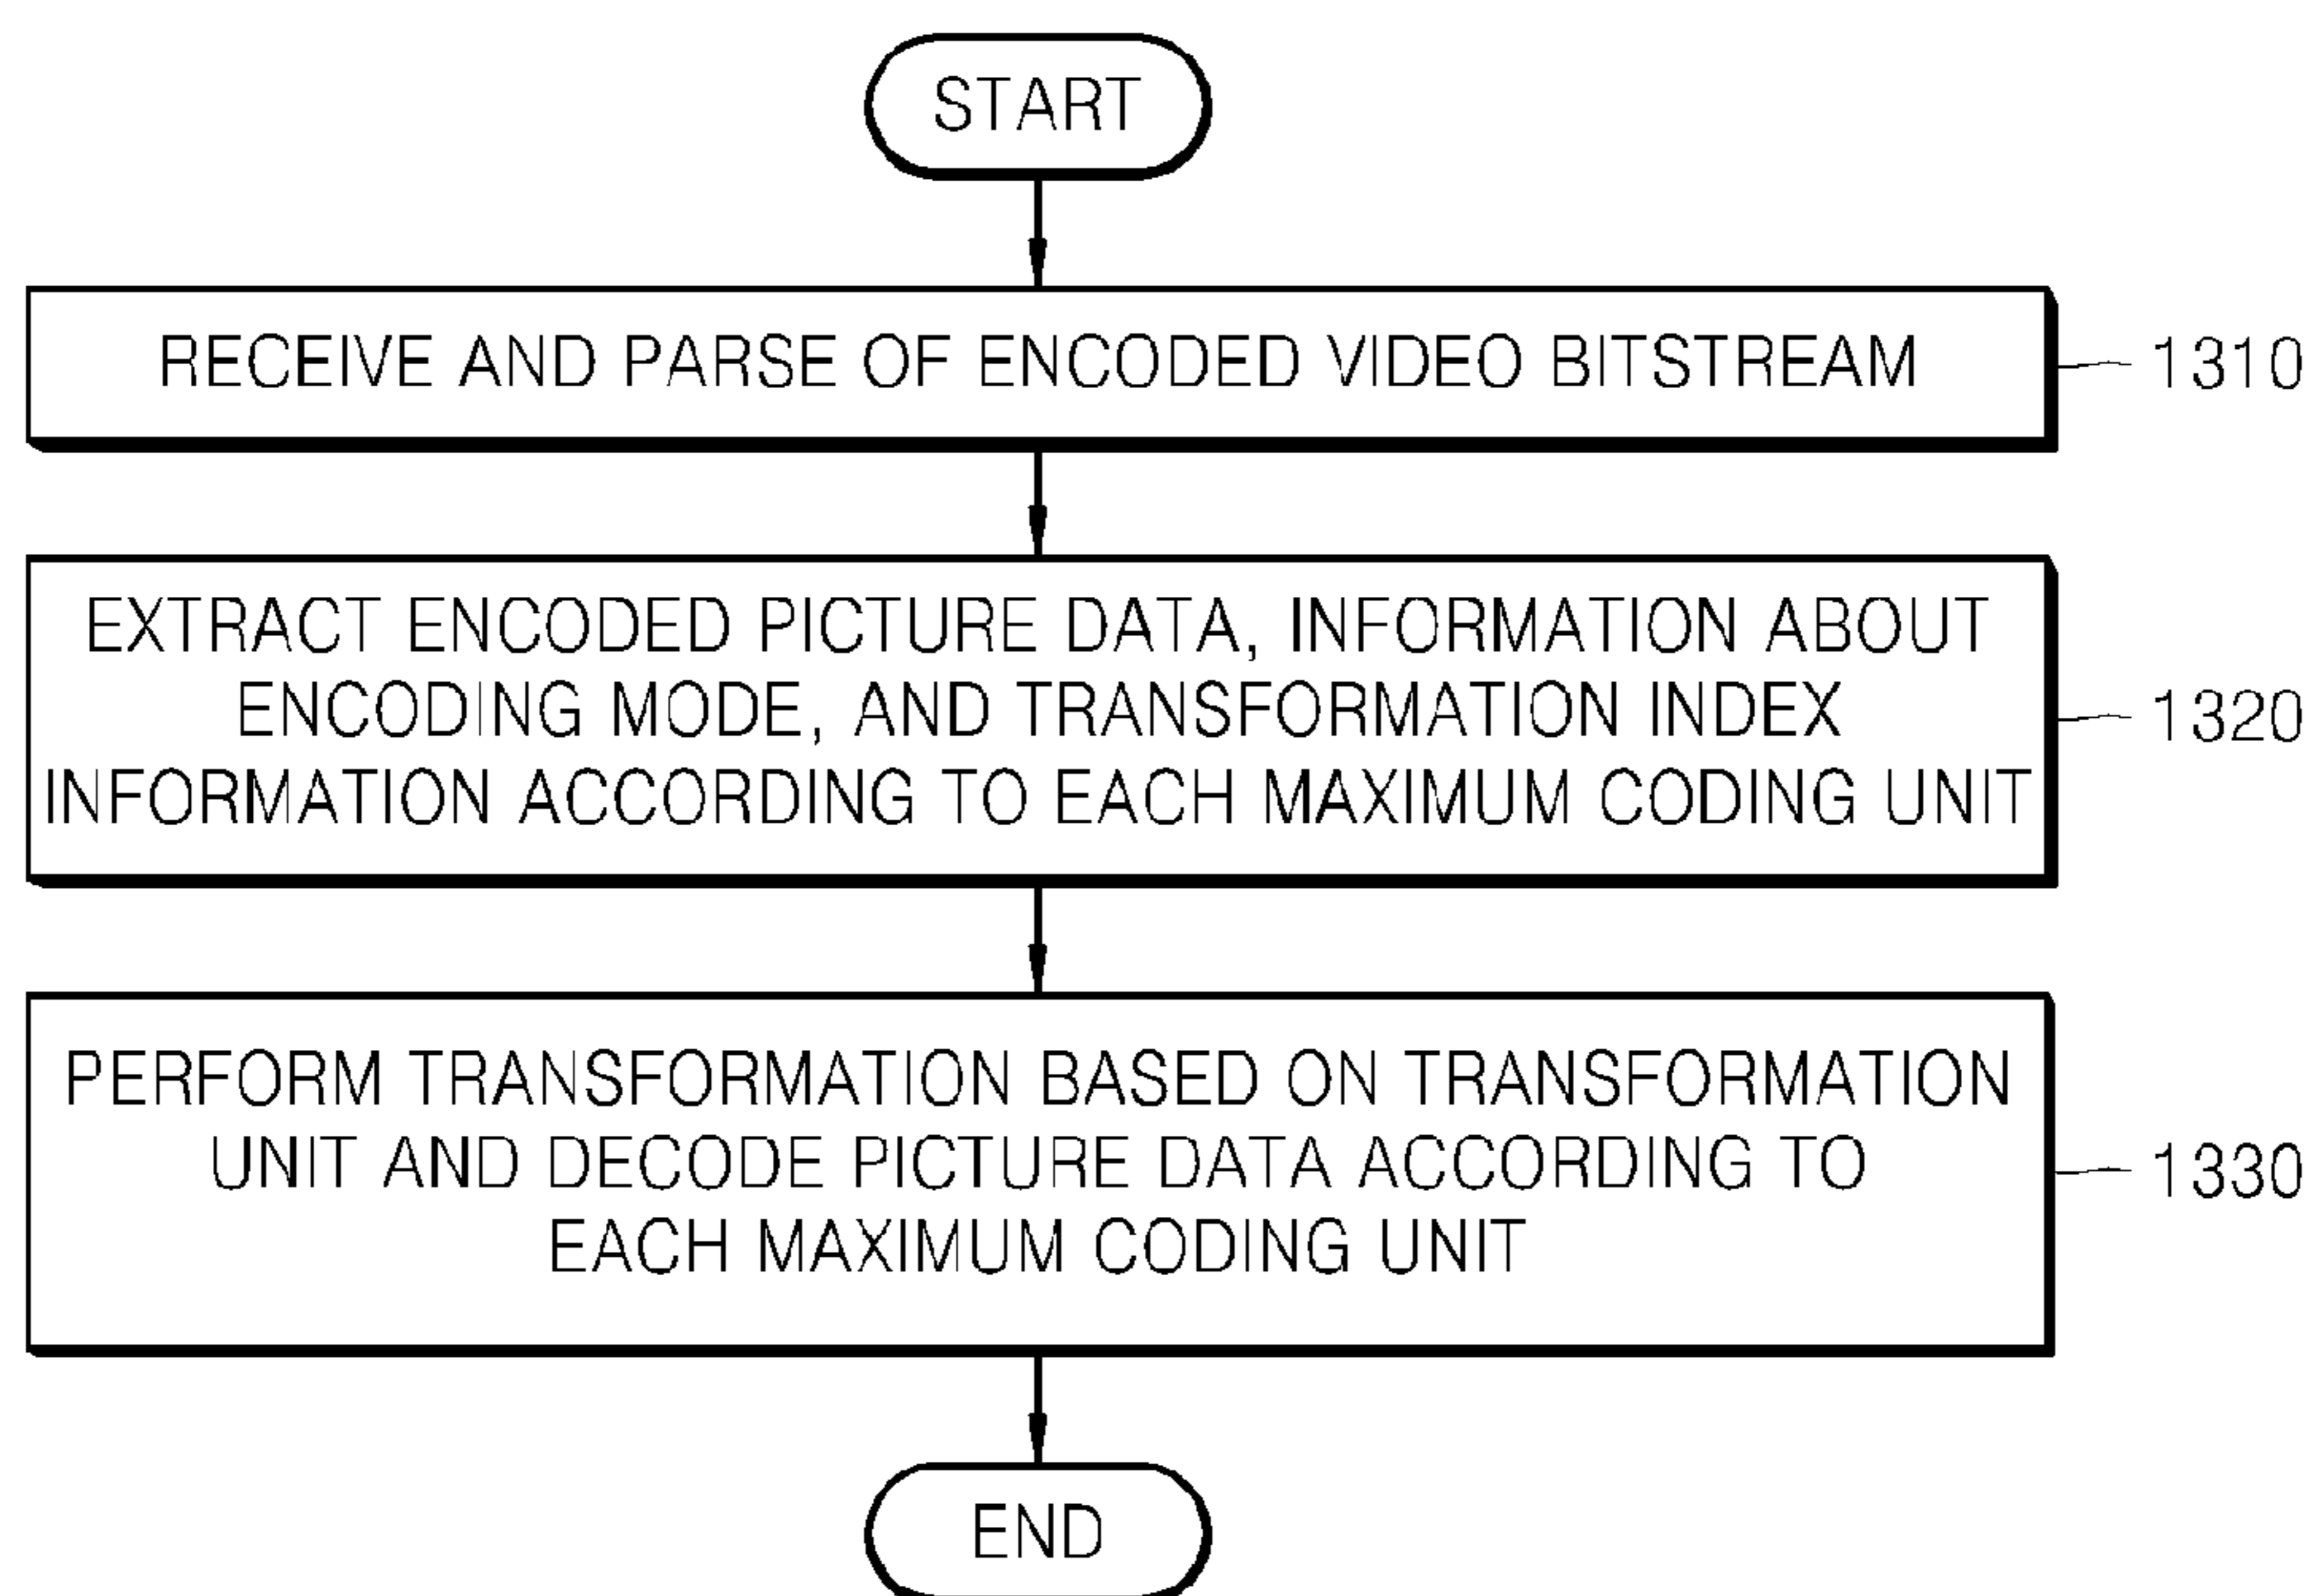 START
RECEIVE AND PARSE OF ENCODED VIDEO BITSTREAM
1310
EXTRACT ENCODED PICTURE DATA, INFORMATION ABOUT
ENCODING MODE, AND TRANSFORMATION INDEX
INFORMATION ACCORDING TO EACH MAXIMUM CODING UNIT
1320
PERFORM TRANSFORMATION BASED ON TRANSFORMATION
UNIT AND DECODE PICTURE DATA ACCORDING TO
EACH MAXIMUM CODING UNIT
1330
END